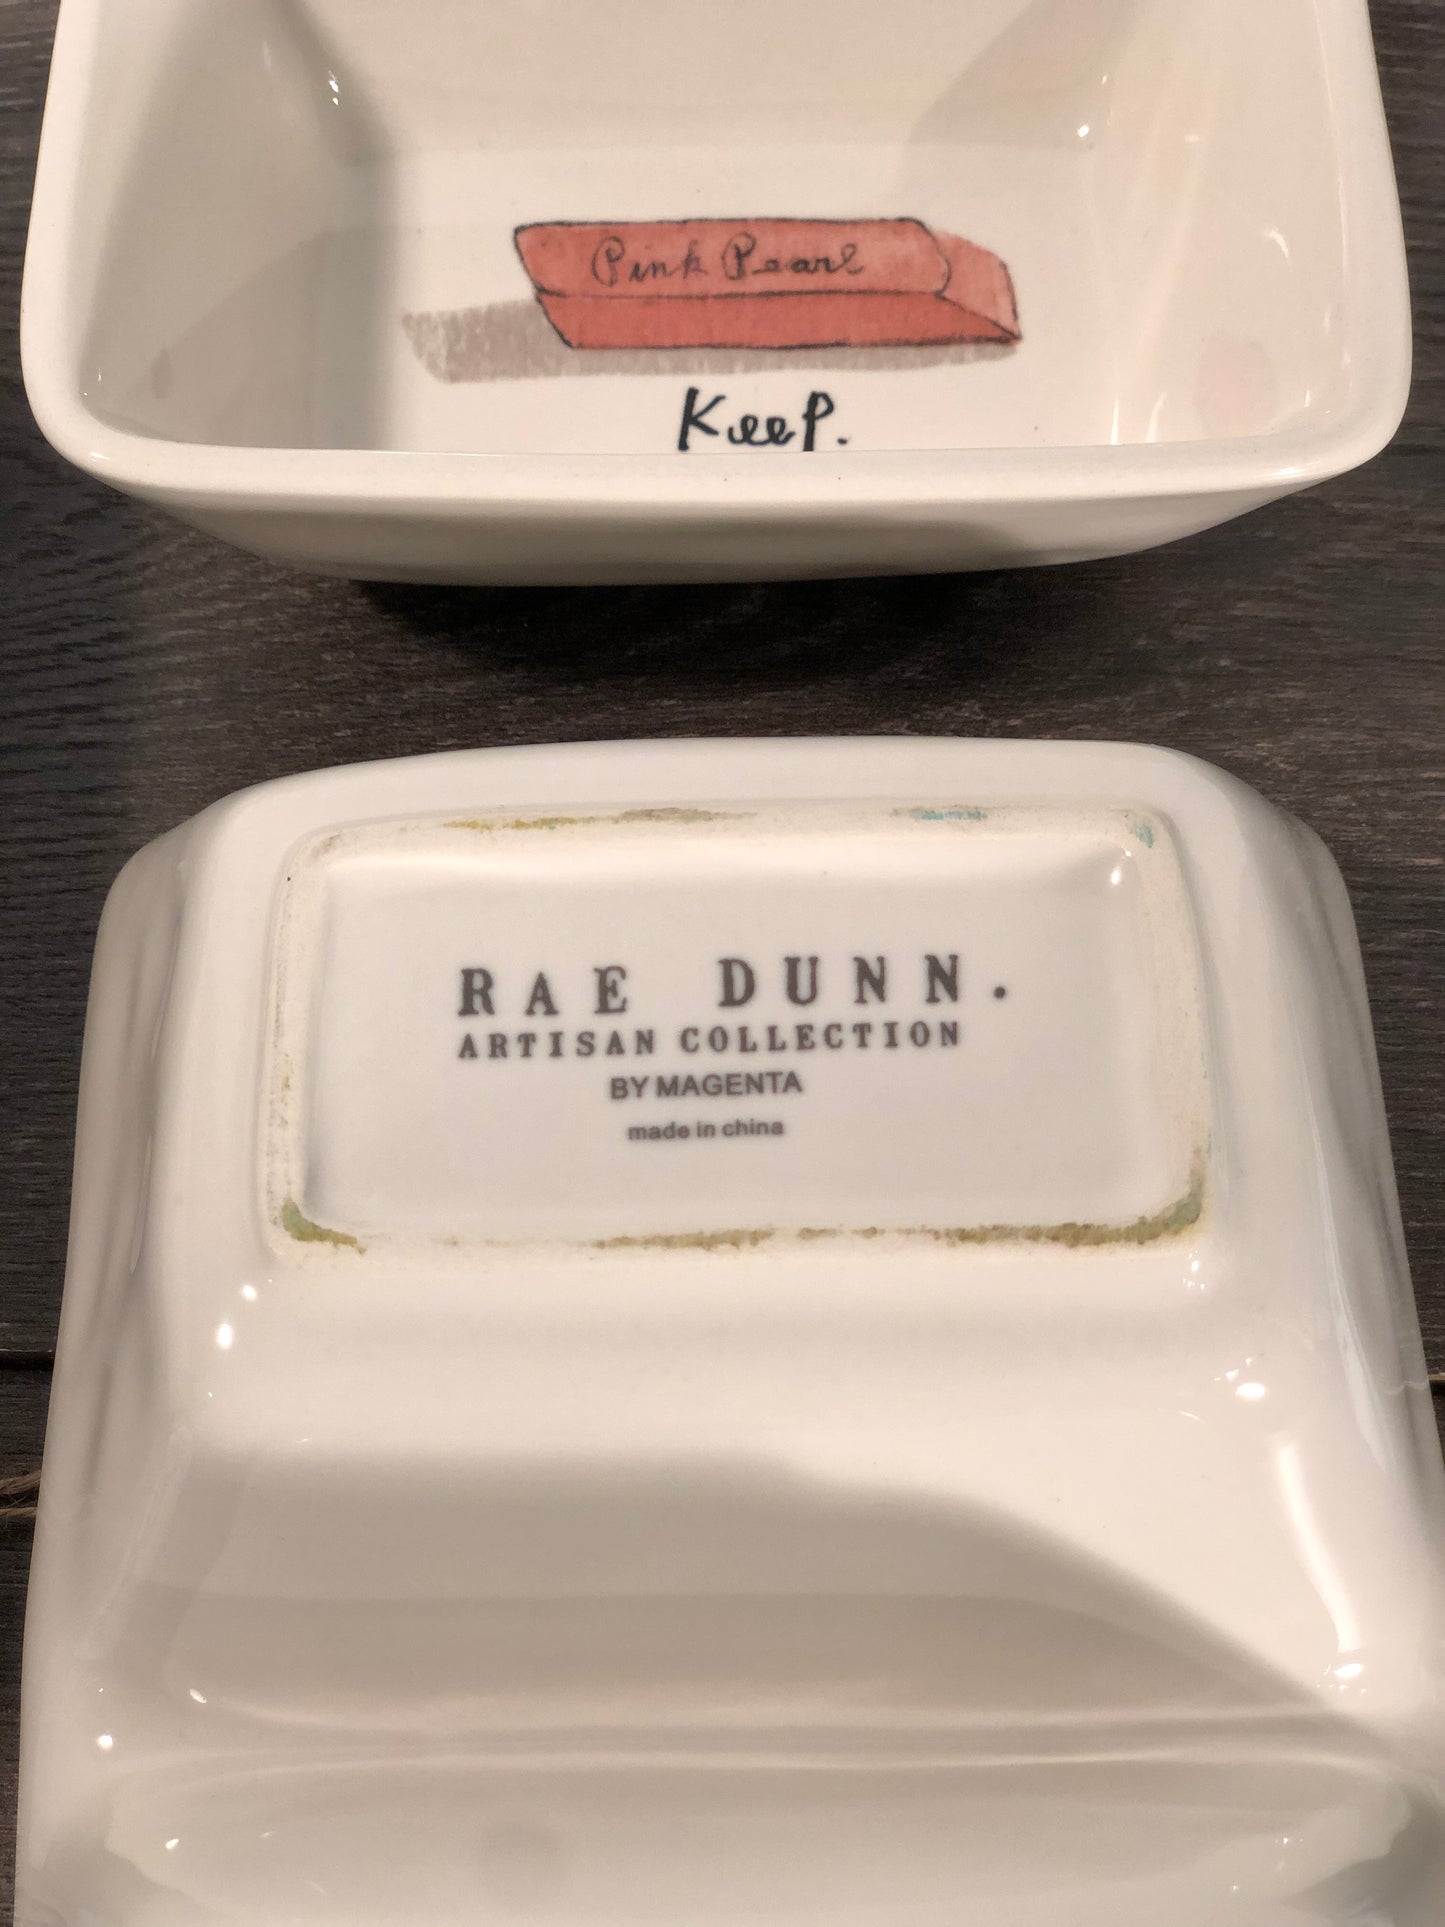 Pink Pearl
Keep.
RAE DUNN.
ARTISAN COLLECTION
BY MAGENTA
made in china